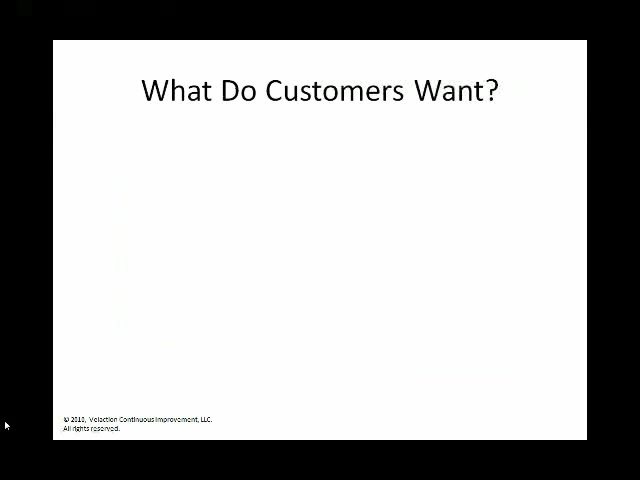 What Do Customers Want?
© 2010, Velaction Continuous Improvement, LLC.
All rights reserved.